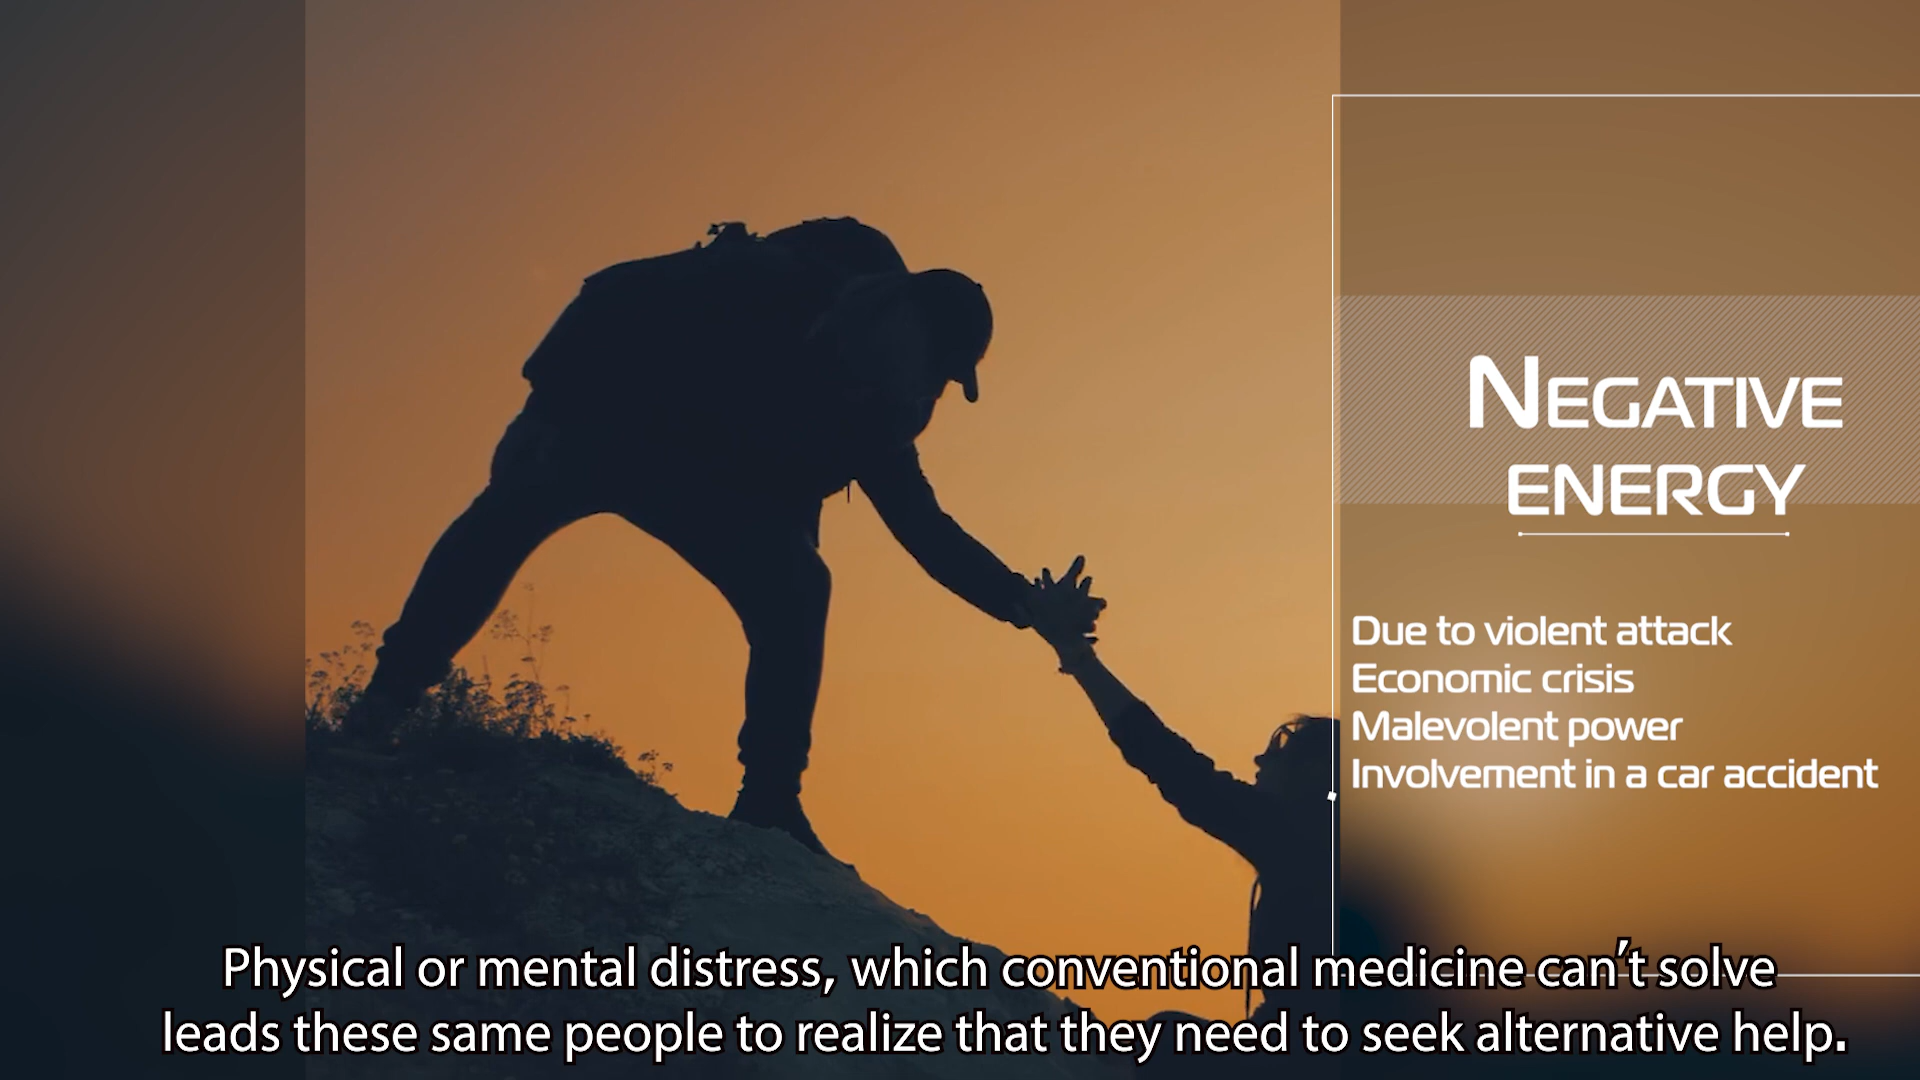 Negative
energy
Due to violent attack
Economic crisis
Malevolent power
Involvement in a car accident
Physical or mental distress, which conventional medicine can't solve
leads these same people to realize that they need to seek alternative help.